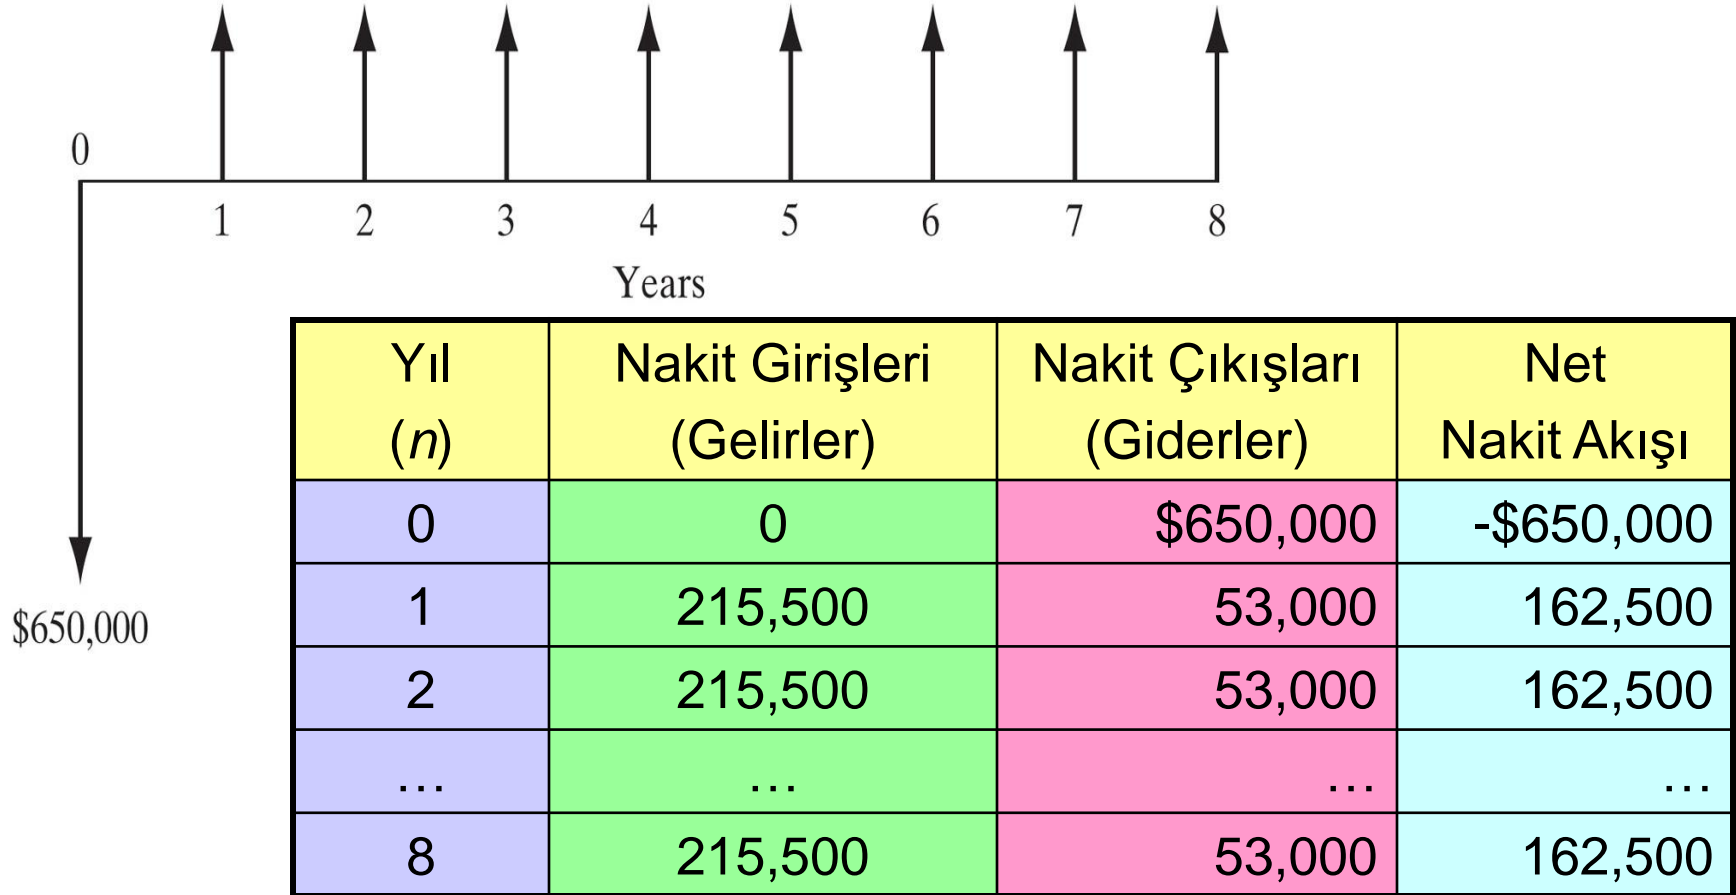 0
1 2 3 4 5 6 7 8
Years
$650,000
Yıl (n) Nakit Girişleri (Gelirler) Nakit Çıkışları (Giderler) Net Nakit Akışı
0 0 $650,000 -$650,000
1 215,500 53,000 162,500
2 215,500 53,000 162,500
… … … …
8 215,500 53,000 162,500